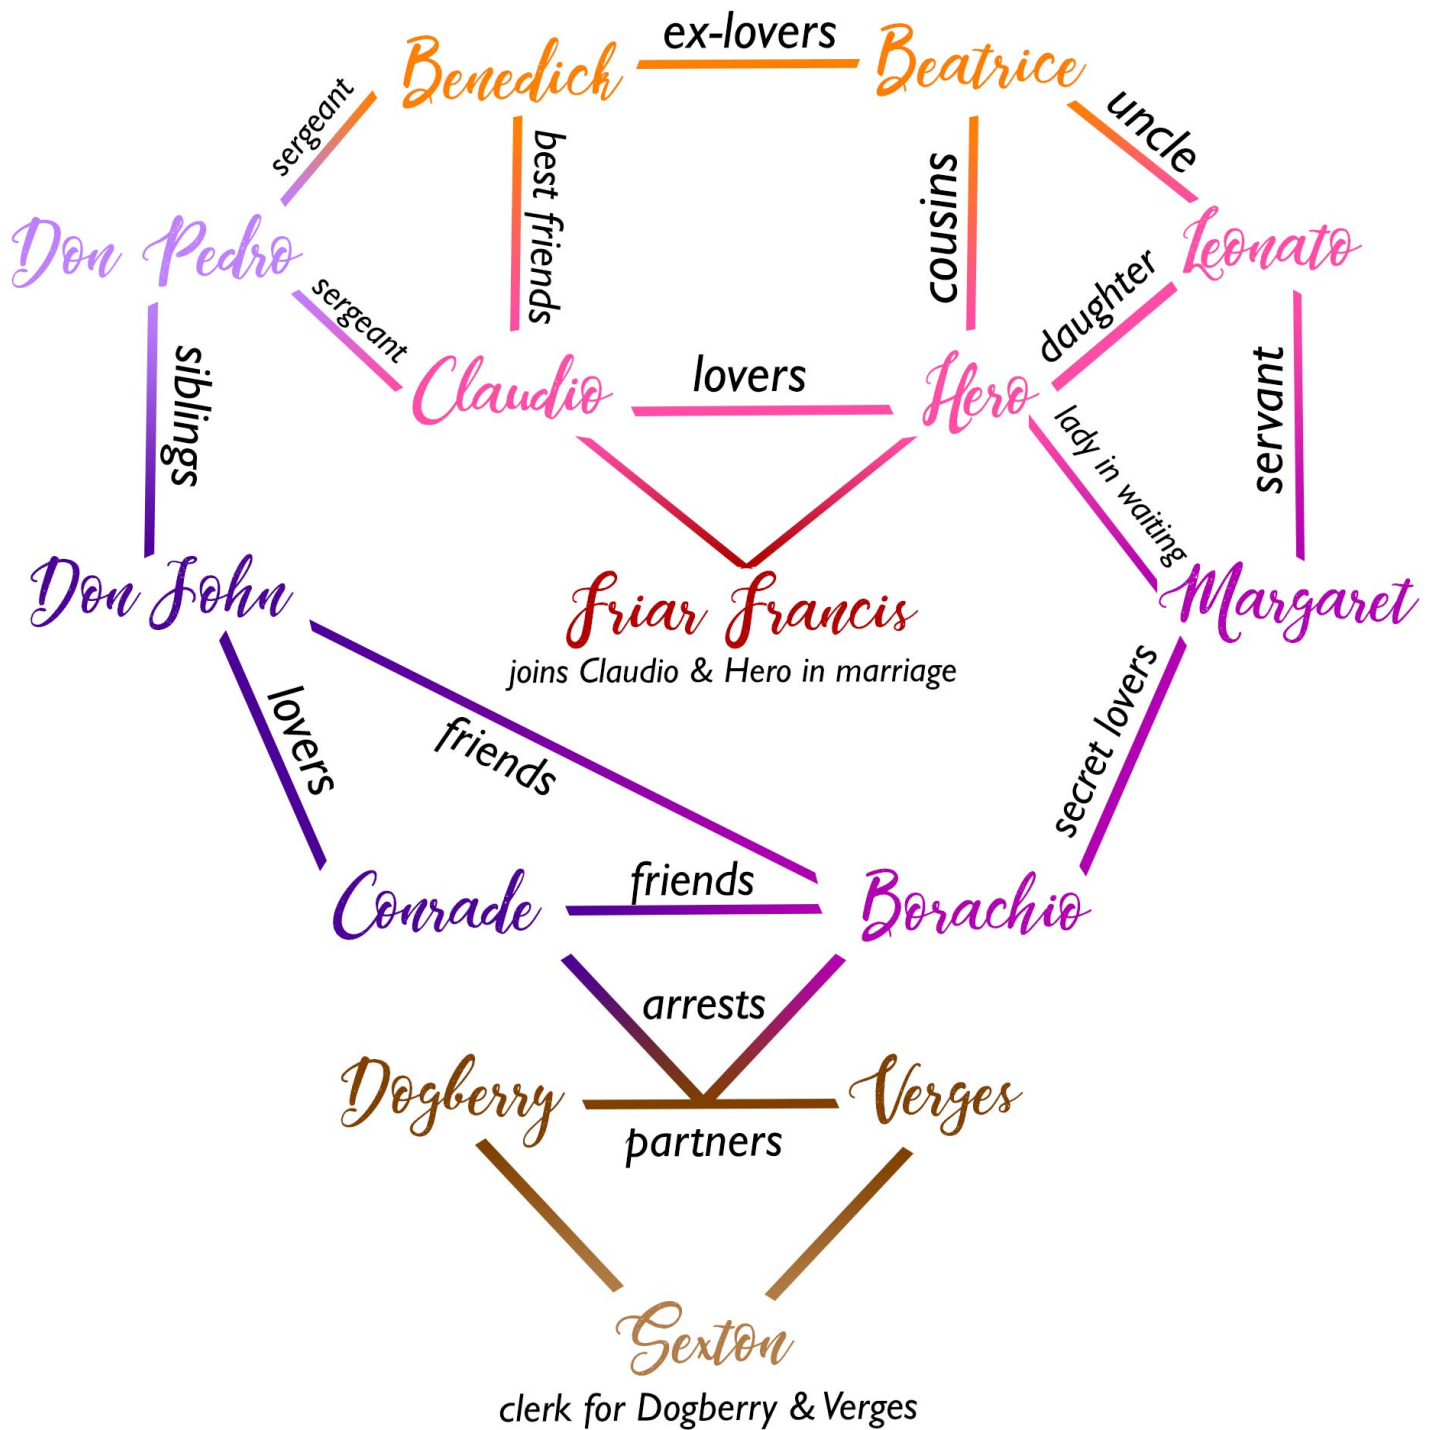 ex-lovers
Benedick
Beatrice
sergeant
uncle
best friends
cousins
Don Pedro
Leonato
sergeant
daughter
siblings
Claudio
lovers
Hero
servant
lady in waiting
Don John
Friar Francis
Margaret
joins Claudio & Hero in marriage
lovers
friends
secret lovers
Conrade
friends
Borachio
arrests
Dogberry
Verges
partners
Sexton
clerk for Dogberry & Verges